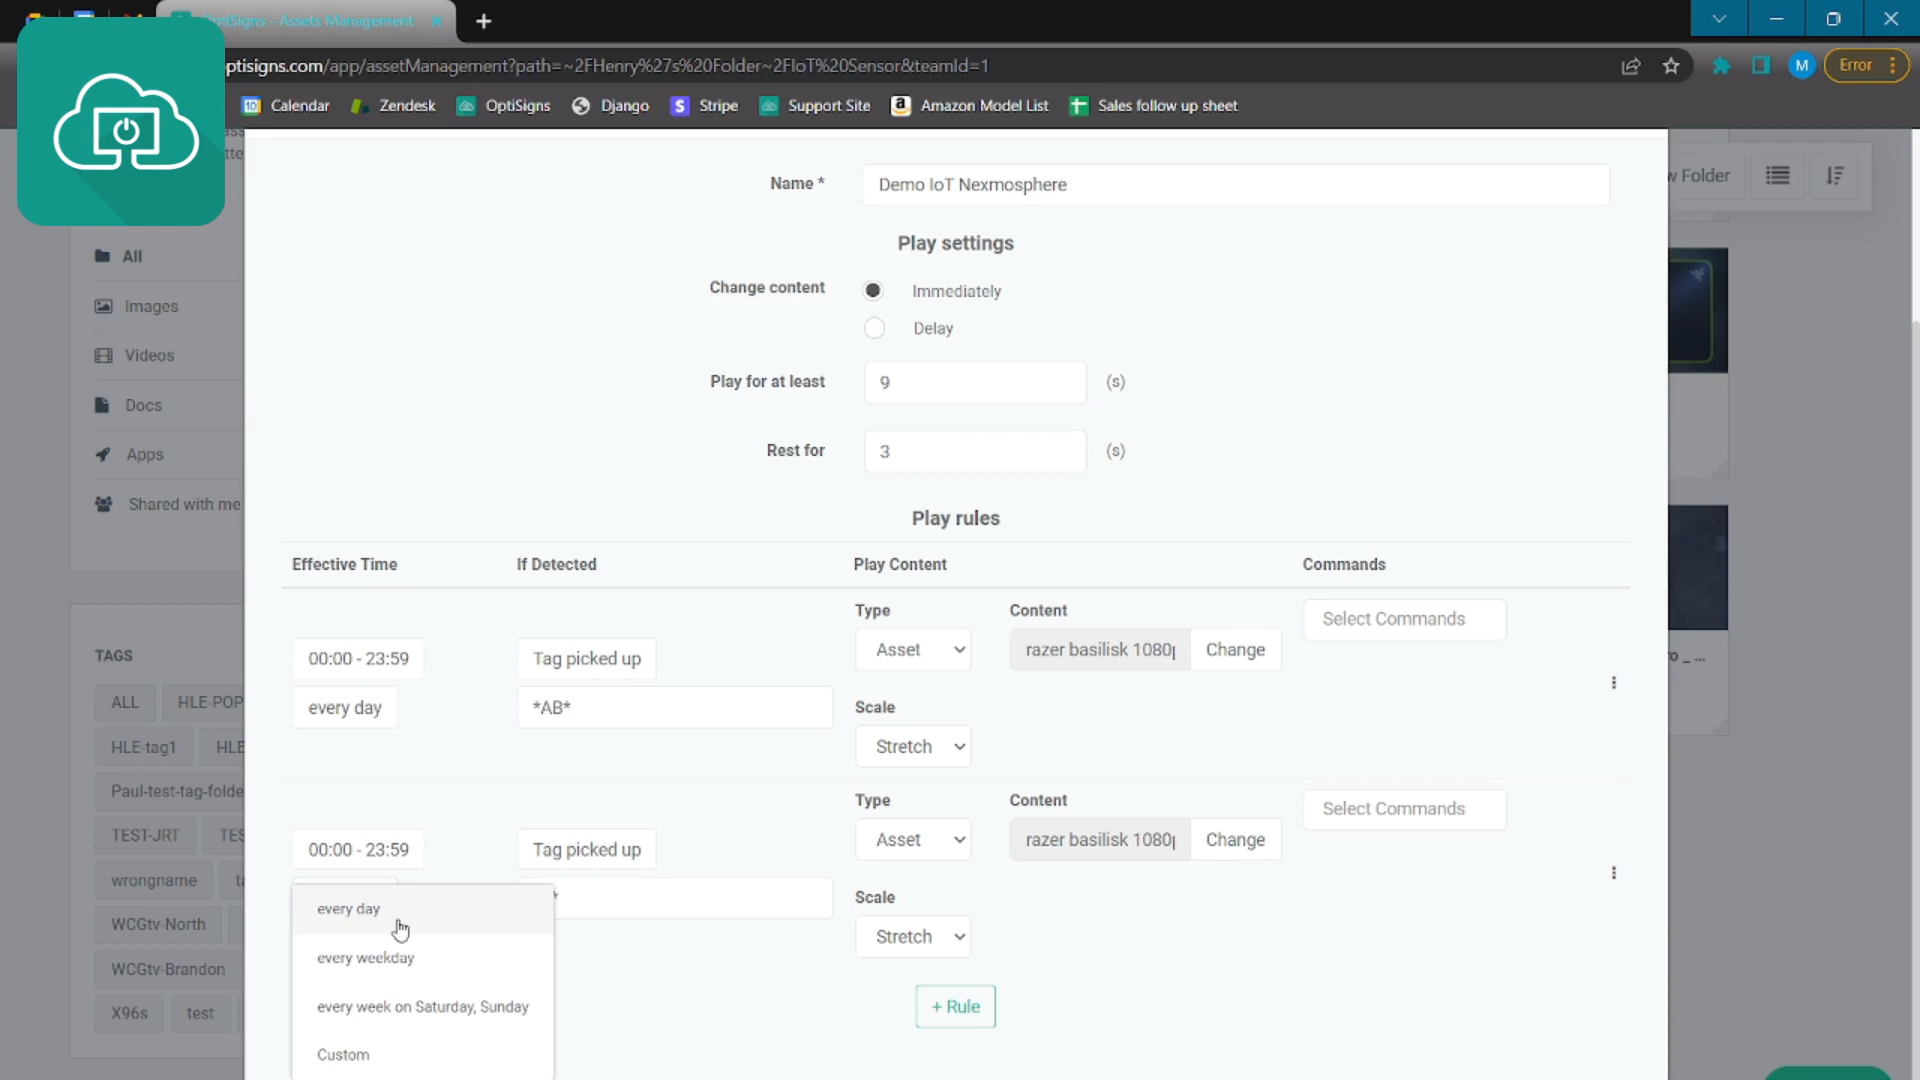 OptiSigns - Assets Management
ptisigns.com/app/assetManagement?path=~2FHenry%27s%20Folder~2FIoT%20Sensor&teamId=1
M
Error
Calendar
Zendesk
OptiSigns
Django
Stripe
Support Site
Amazon Model List
Sales follow up sheet
Name *
Demo IoT Nexmosphere
w Folder
Play settings
Change content
Immediately
Delay
Play for at least
9
(s)
Rest for
3
(s)
All
Images
Videos
Docs
Apps
Shared with me
Play rules
Effective Time
If Detected
Play Content
Commands
Type
Content
Select Commands
00:00 - 23:59
Tag picked up
Asset
razer basilisk 1080p
Change
every day
*AB*
Scale
Stretch
Type
Content
Select Commands
00:00 - 23:59
Tag picked up
Asset
razer basilisk 1080p
Change
Scale
Stretch
every day
every weekday
every week on Saturday, Sunday
Custom
+ Rule
TAGS
ALL
HLE-POP
HLE-tag1
HLE
Paul-test-tag-folde
TEST-JRT
TES
wrongname
ta
WCGtv-North
WCGtv-Brandon
X96s
test